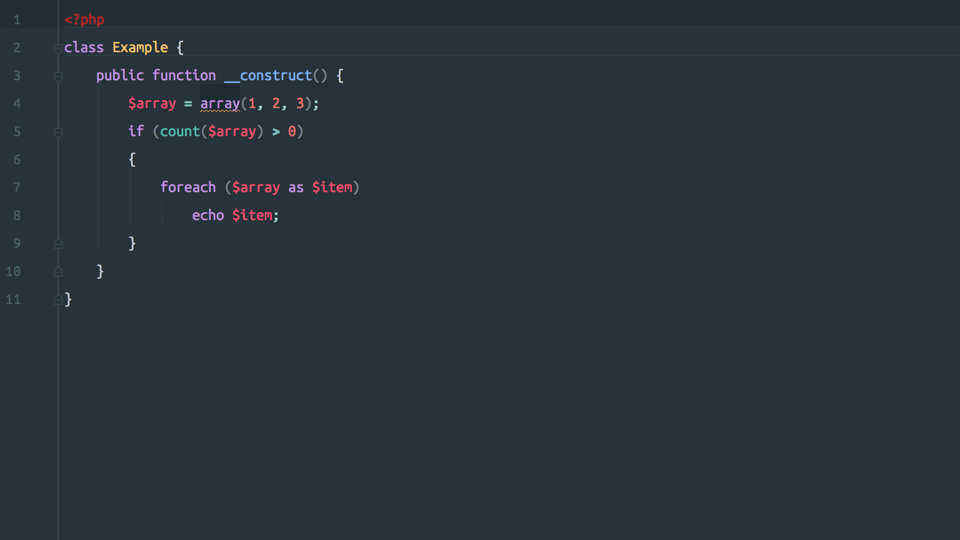 1 <?php
2 class Example {
3     public function __construct() {
4         $array = array(1, 2, 3);
5         if (count($array) > 0)
6         {
7             foreach ($array as $item)
8                 echo $item;
9         }
10     }
11 }